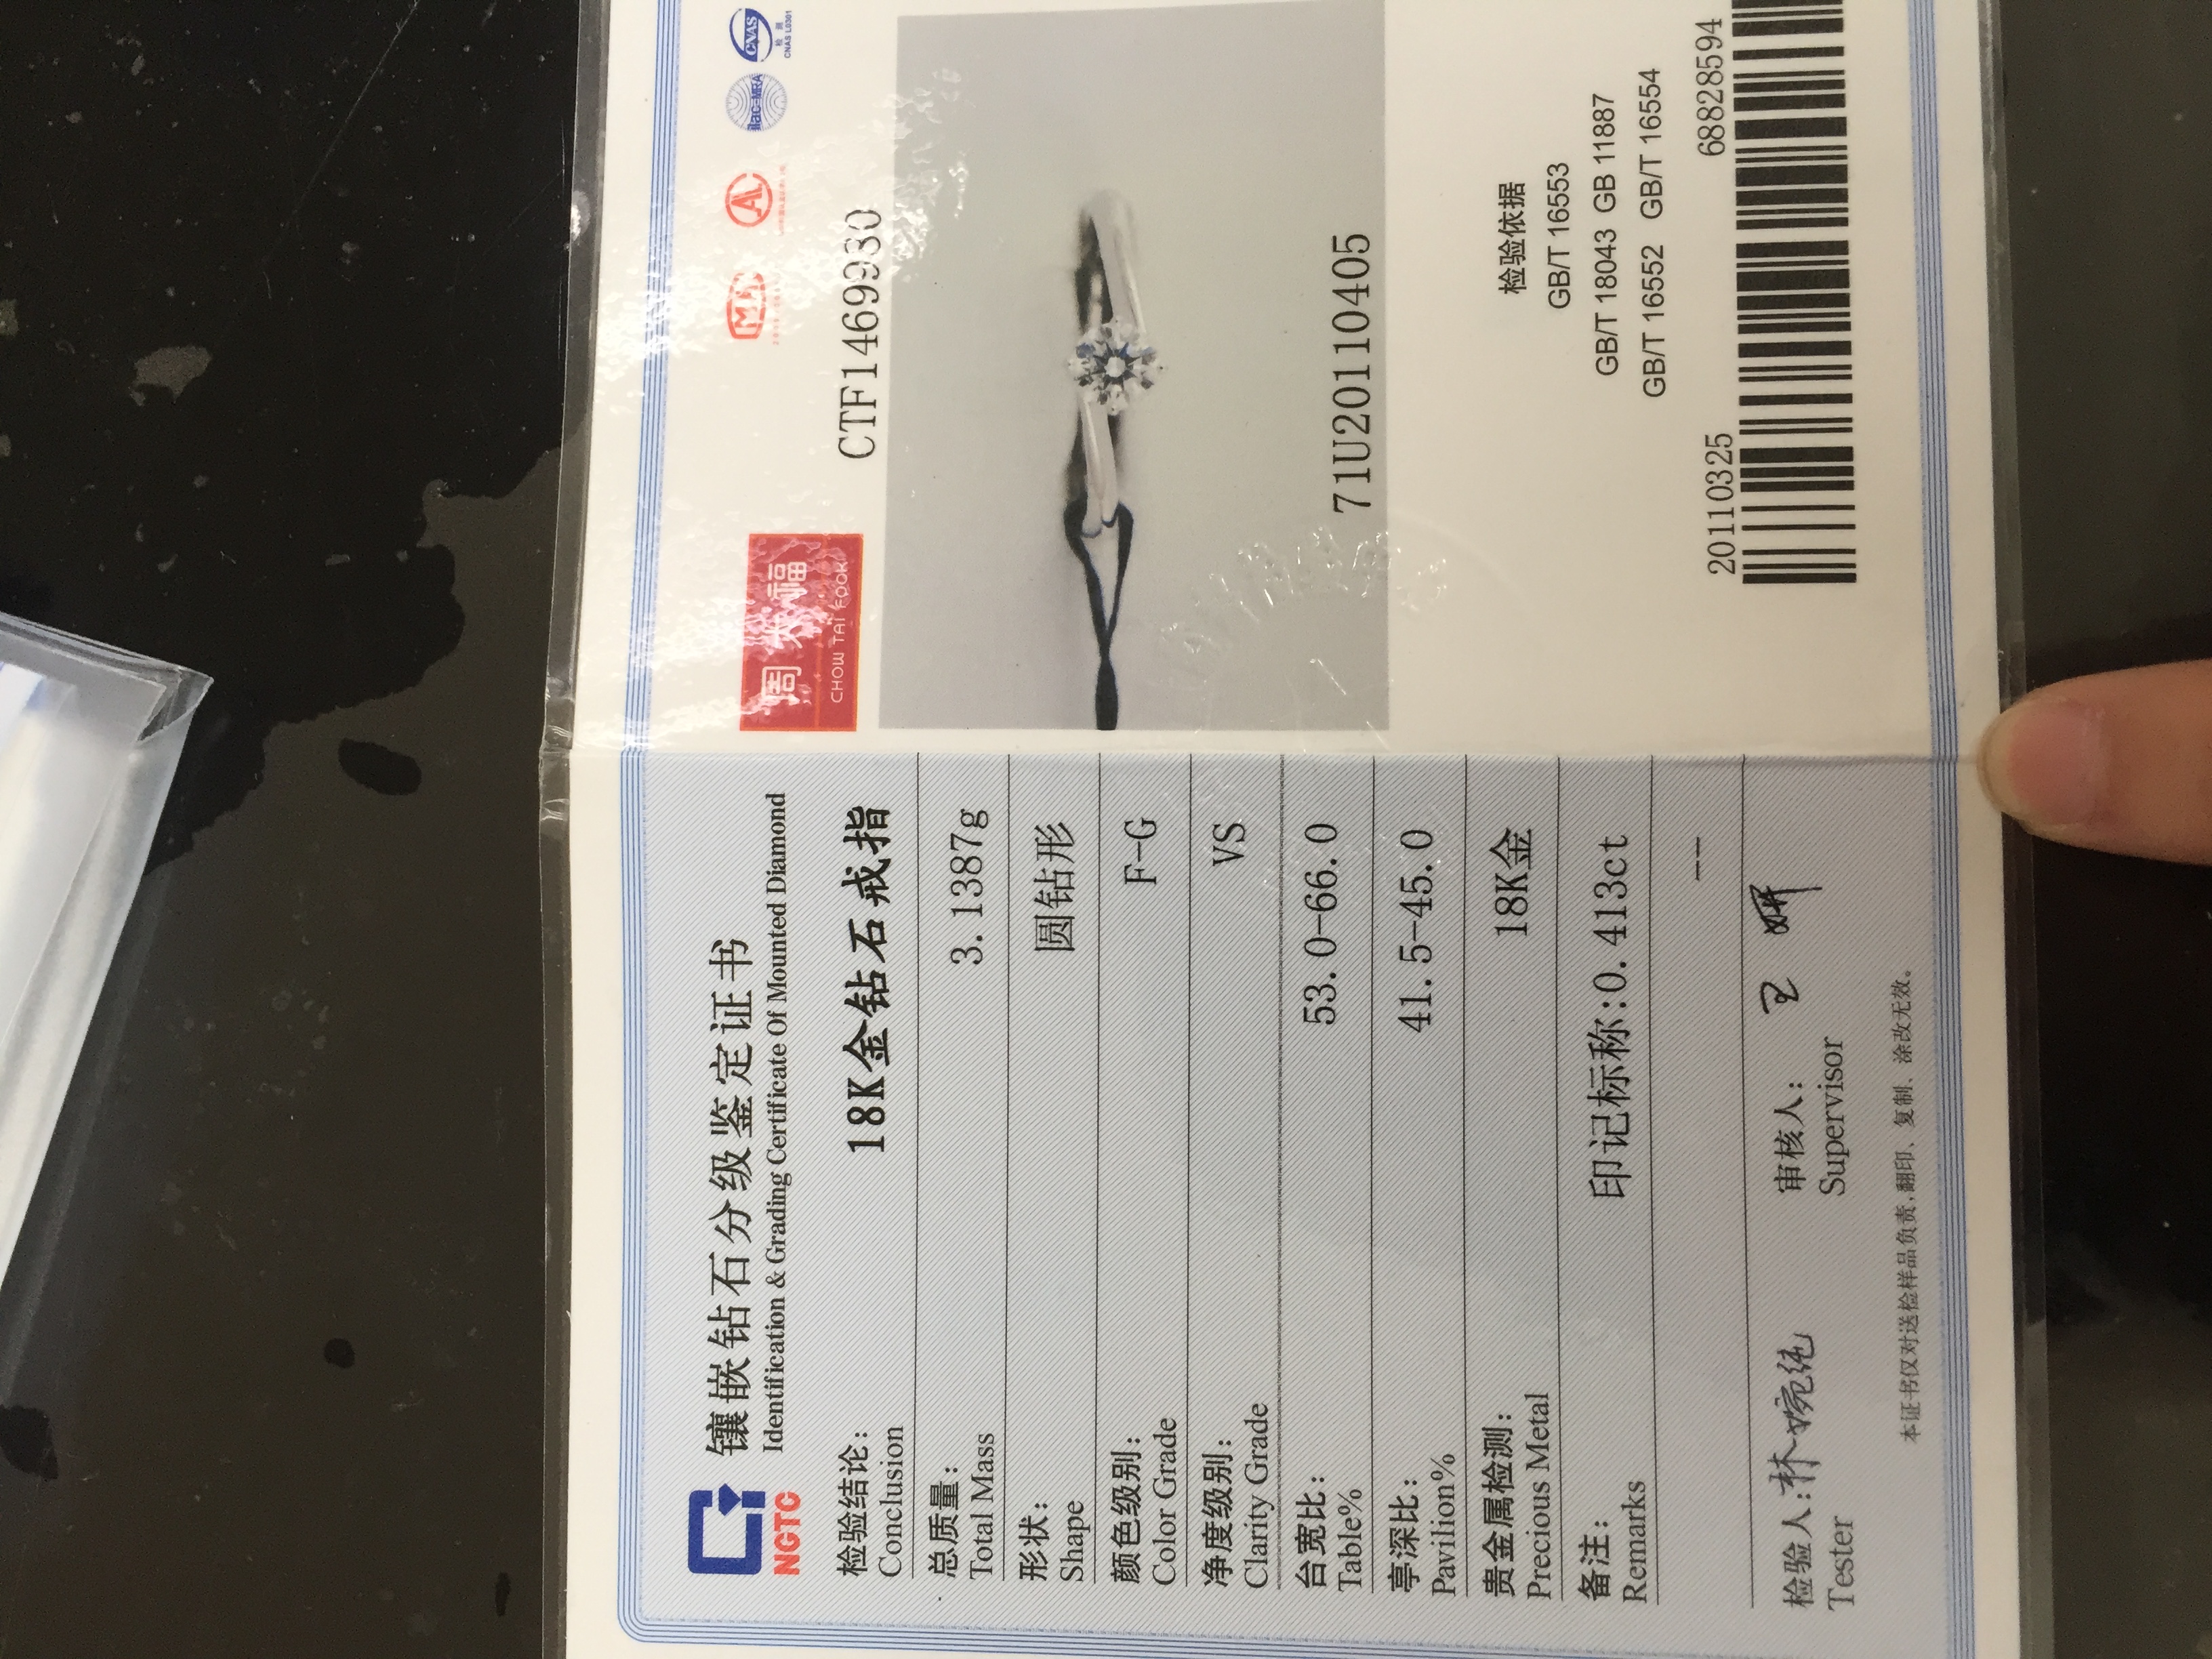 NGTC
镶嵌钻石分级鉴定证书
Identification & Grading Certificate Of Mounted Diamond
检验结论: 18K金钻石戒指
Conclusion
总质量: 3.1387g
Total Mass
形状: 圆钻形
Shape
颜色级别: F-G
Color Grade
净度级别: VS
Clarity Grade
台宽比: 53.0-66.0
Table%
亭深比: 41.5-45.0
Pavilion%
贵金属检测: 18K金
Precious Metal
备注: 印记标称:0.413ct
Remarks
--
检验人:林婉纯 审核人: 王妍
Tester Supervisor
本证书仅对送检样品负责,翻印、复制、涂改无效。
周大福
CHOW TAI FOOK
MA
AL
ilac-MRA
CNAS
检测
CNAS L0301
CTF1469930
71U20110405
检验依据
GB/T 16553
GB/T 18043 GB 11887
GB/T 16552 GB/T 16554
20110325 68828594